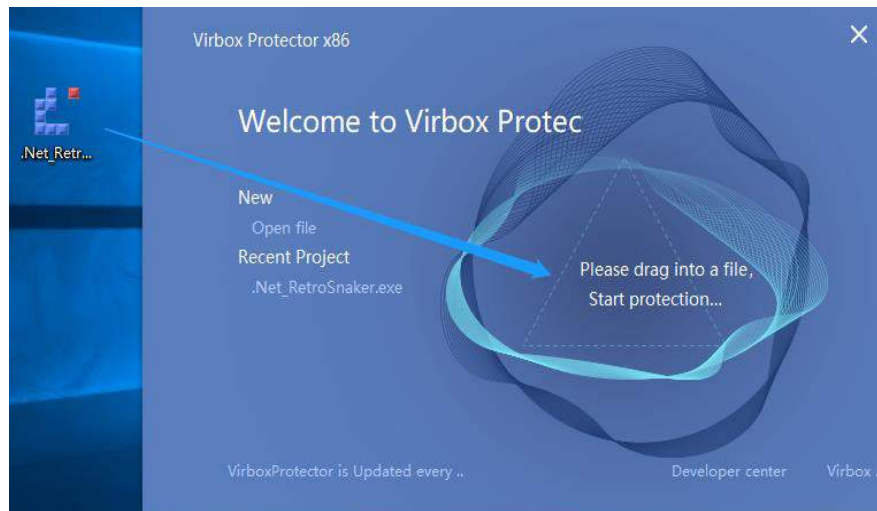 Virbox Protector x86
Welcome to Virbox Protec
.Net_Retr...
New
Open file
Recent Project
.Net_RetroSnaker.exe
Please drag into a file,
Start protection...
VirboxProtector is Updated every ..
Developer center
Virbox .